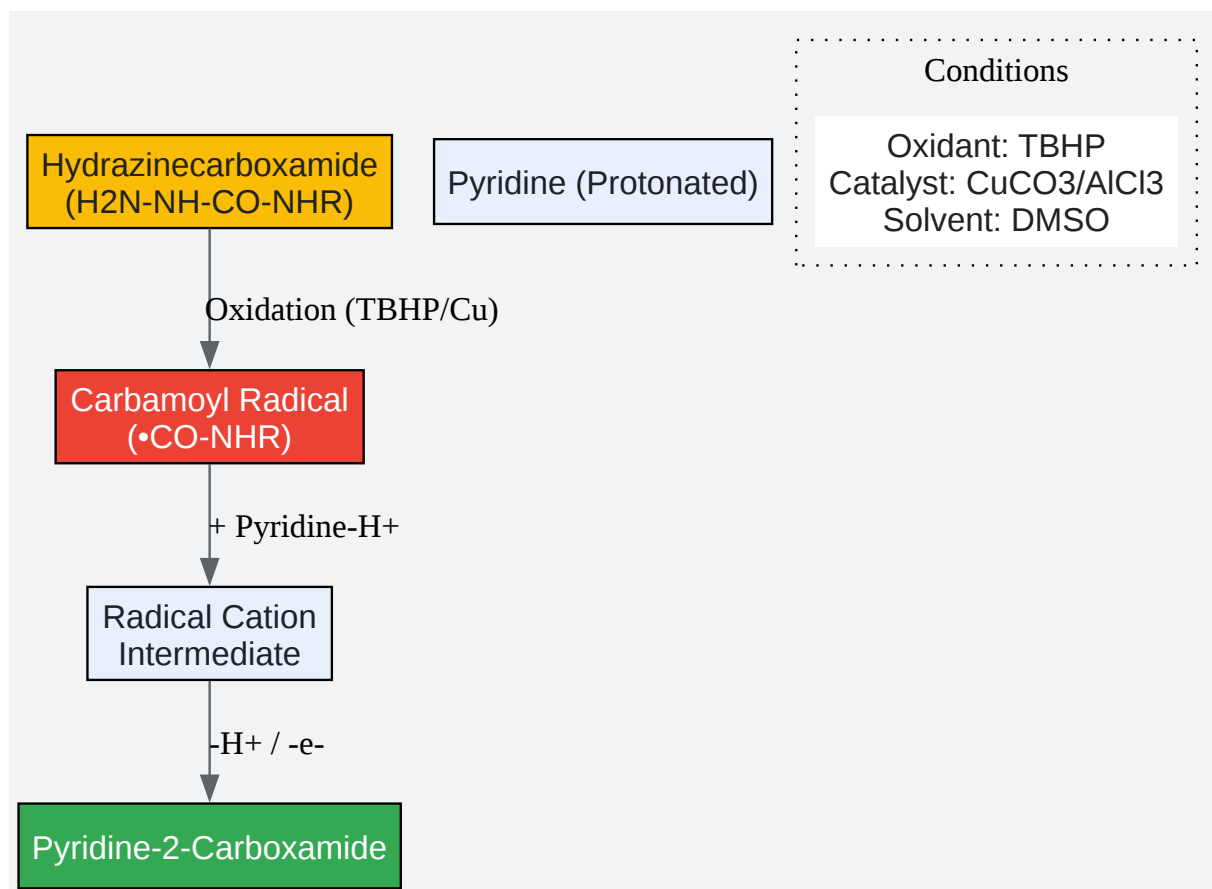 Conditions
Hydrazinecarboxamide
(H2N-NH-CO-NHR)
Pyridine (Protonated)
Oxidant: TBHP
Catalyst: CuCO3/AlCl3
Solvent: DMSO
Oxidation (TBHP/Cu)
Carbamoyl Radical
(•CO-NHR)
+ Pyridine-H+
Radical Cation
Intermediate
-H+ / -e-
Pyridine-2-Carboxamide